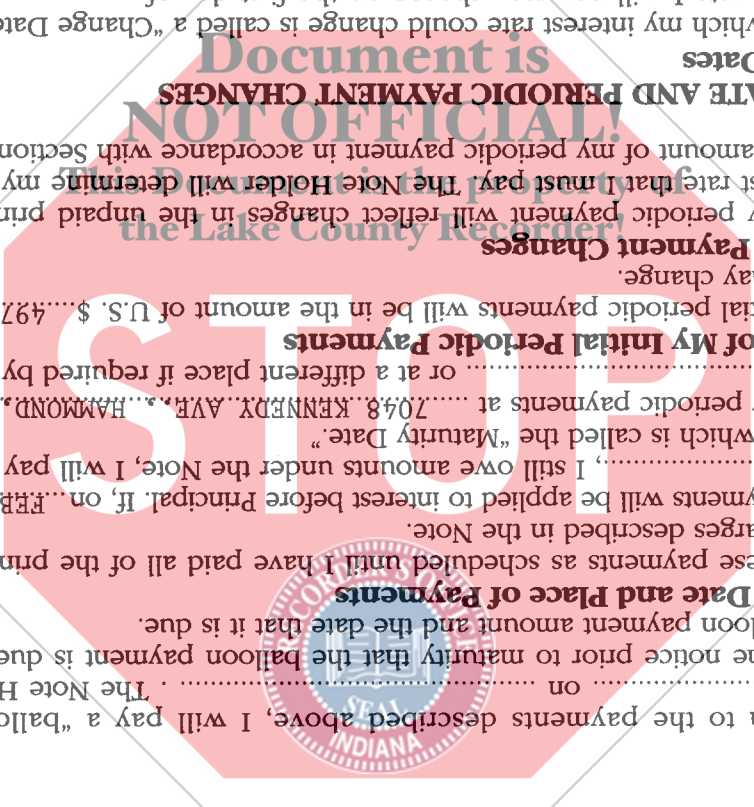 to the payments described above, I will pay a "ballo
.................... on .................................... . The Note H
notice prior to maturity that the balloon payment is due
loon payment amount and the date that it is due.
Date and Place of Payments
ese payments as scheduled until I have paid all of the prin
arges described in the Note.
yments will be applied to interest before Principal. If, on...FEB
................., I still owe amounts under the Note, I will pay
which is called the "Maturity Date."
periodic payments at ......7048 KENNEDY AVE., HAMMOND,
................................... or at a different place if required by
of My Initial Periodic Payments
tial periodic payments will be in the amount of U.S. $....497
ay change.
Payment Changes
periodic payment will reflect changes in the unpaid prin
st rate that I must pay. The Note Holder will determine my
amount of my periodic payment in accordance with Section
ATE AND PERIODIC PAYMENT CHANGES
Dates
which my interest rate could change is called a "Change Date
Document is
NOT OFFICIAL!
This Document is the property of
the Lake County Recorder!
STOP
RECORDER'S OFFICE
SEAL
INDIANA